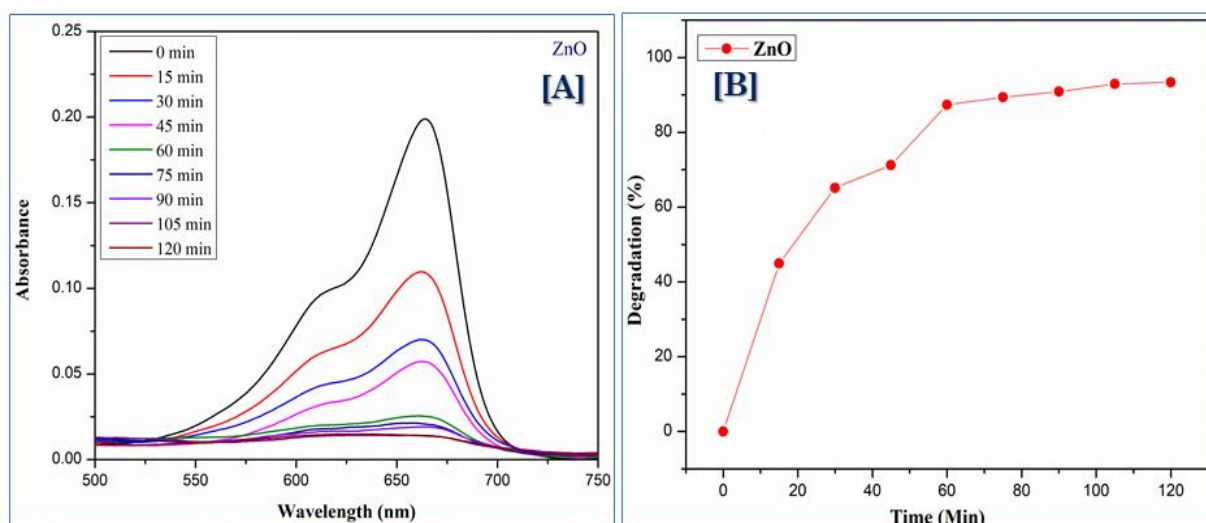 0.25
0.20
0.15
0.10
0.05
0.00
Absorbance
0 min
15 min
30 min
45 min
60 min
75 min
90 min
105 min
120 min
ZnO
[A]
500
550
600
650
700
750
Wavelength (nm)
100
80
60
40
20
0
Degradation (%)
ZnO
[B]
0
20
40
60
80
100
120
Time (Min)